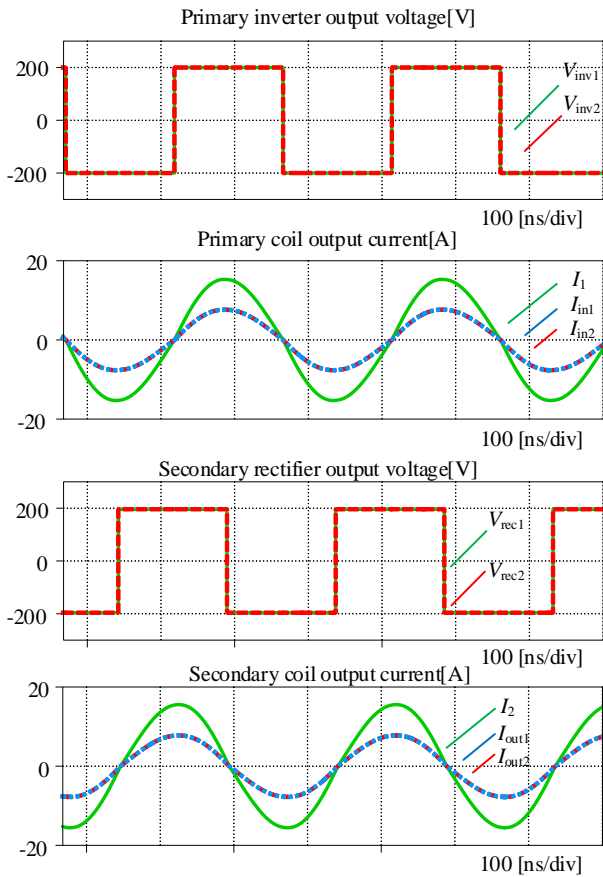 Primary inverter output voltage[V]
200
0
-200
Vinv1
Vinv2
100 [ns/div]
Primary coil output current[A]
20
0
-20
I1
Iin1
Iin2
100 [ns/div]
Secondary rectifier output voltage[V]
200
0
-200
Vrec1
Vrec2
100 [ns/div]
Secondary coil output current[A]
20
0
-20
I2
Iout1
Iout2
100 [ns/div]